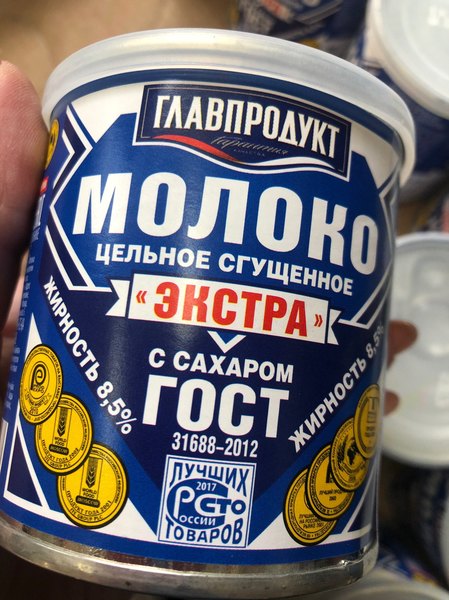 ГЛАВПРОДУКТ
МОЛОКО
ЦЕЛЬНОЕ СГУЩЕННОЕ
«ЭКСТРА»
С САХАРОМ
ЖИРНОСТЬ 8,5%
ЖИРНОСТЬ 8,5%
ГОСТ
31688-2012
ЛУЧШИХ
2017
СТО
РОССИИ
ТОВАРОВ